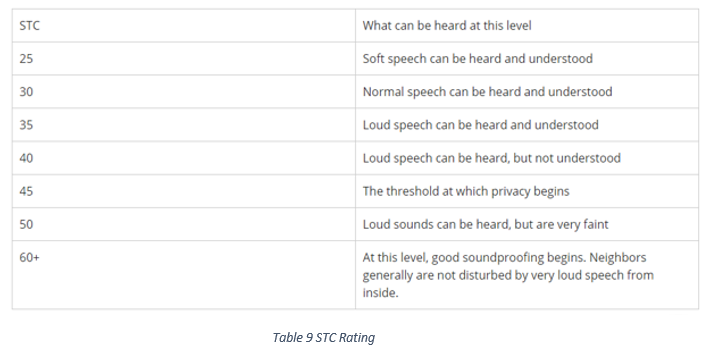 STC What can be heard at this level
25 Soft speech can be heard and understood
30 Normal speech can be heard and understood
35 Loud speech can be heard and understood
40 Loud speech can be heard, but not understood
45 The threshold at which privacy begins
50 Loud sounds can be heard, but are very faint
60+ At this level, good soundproofing begins. Neighbors
generally are not disturbed by very loud speech from
inside.
Table 9 STC Rating